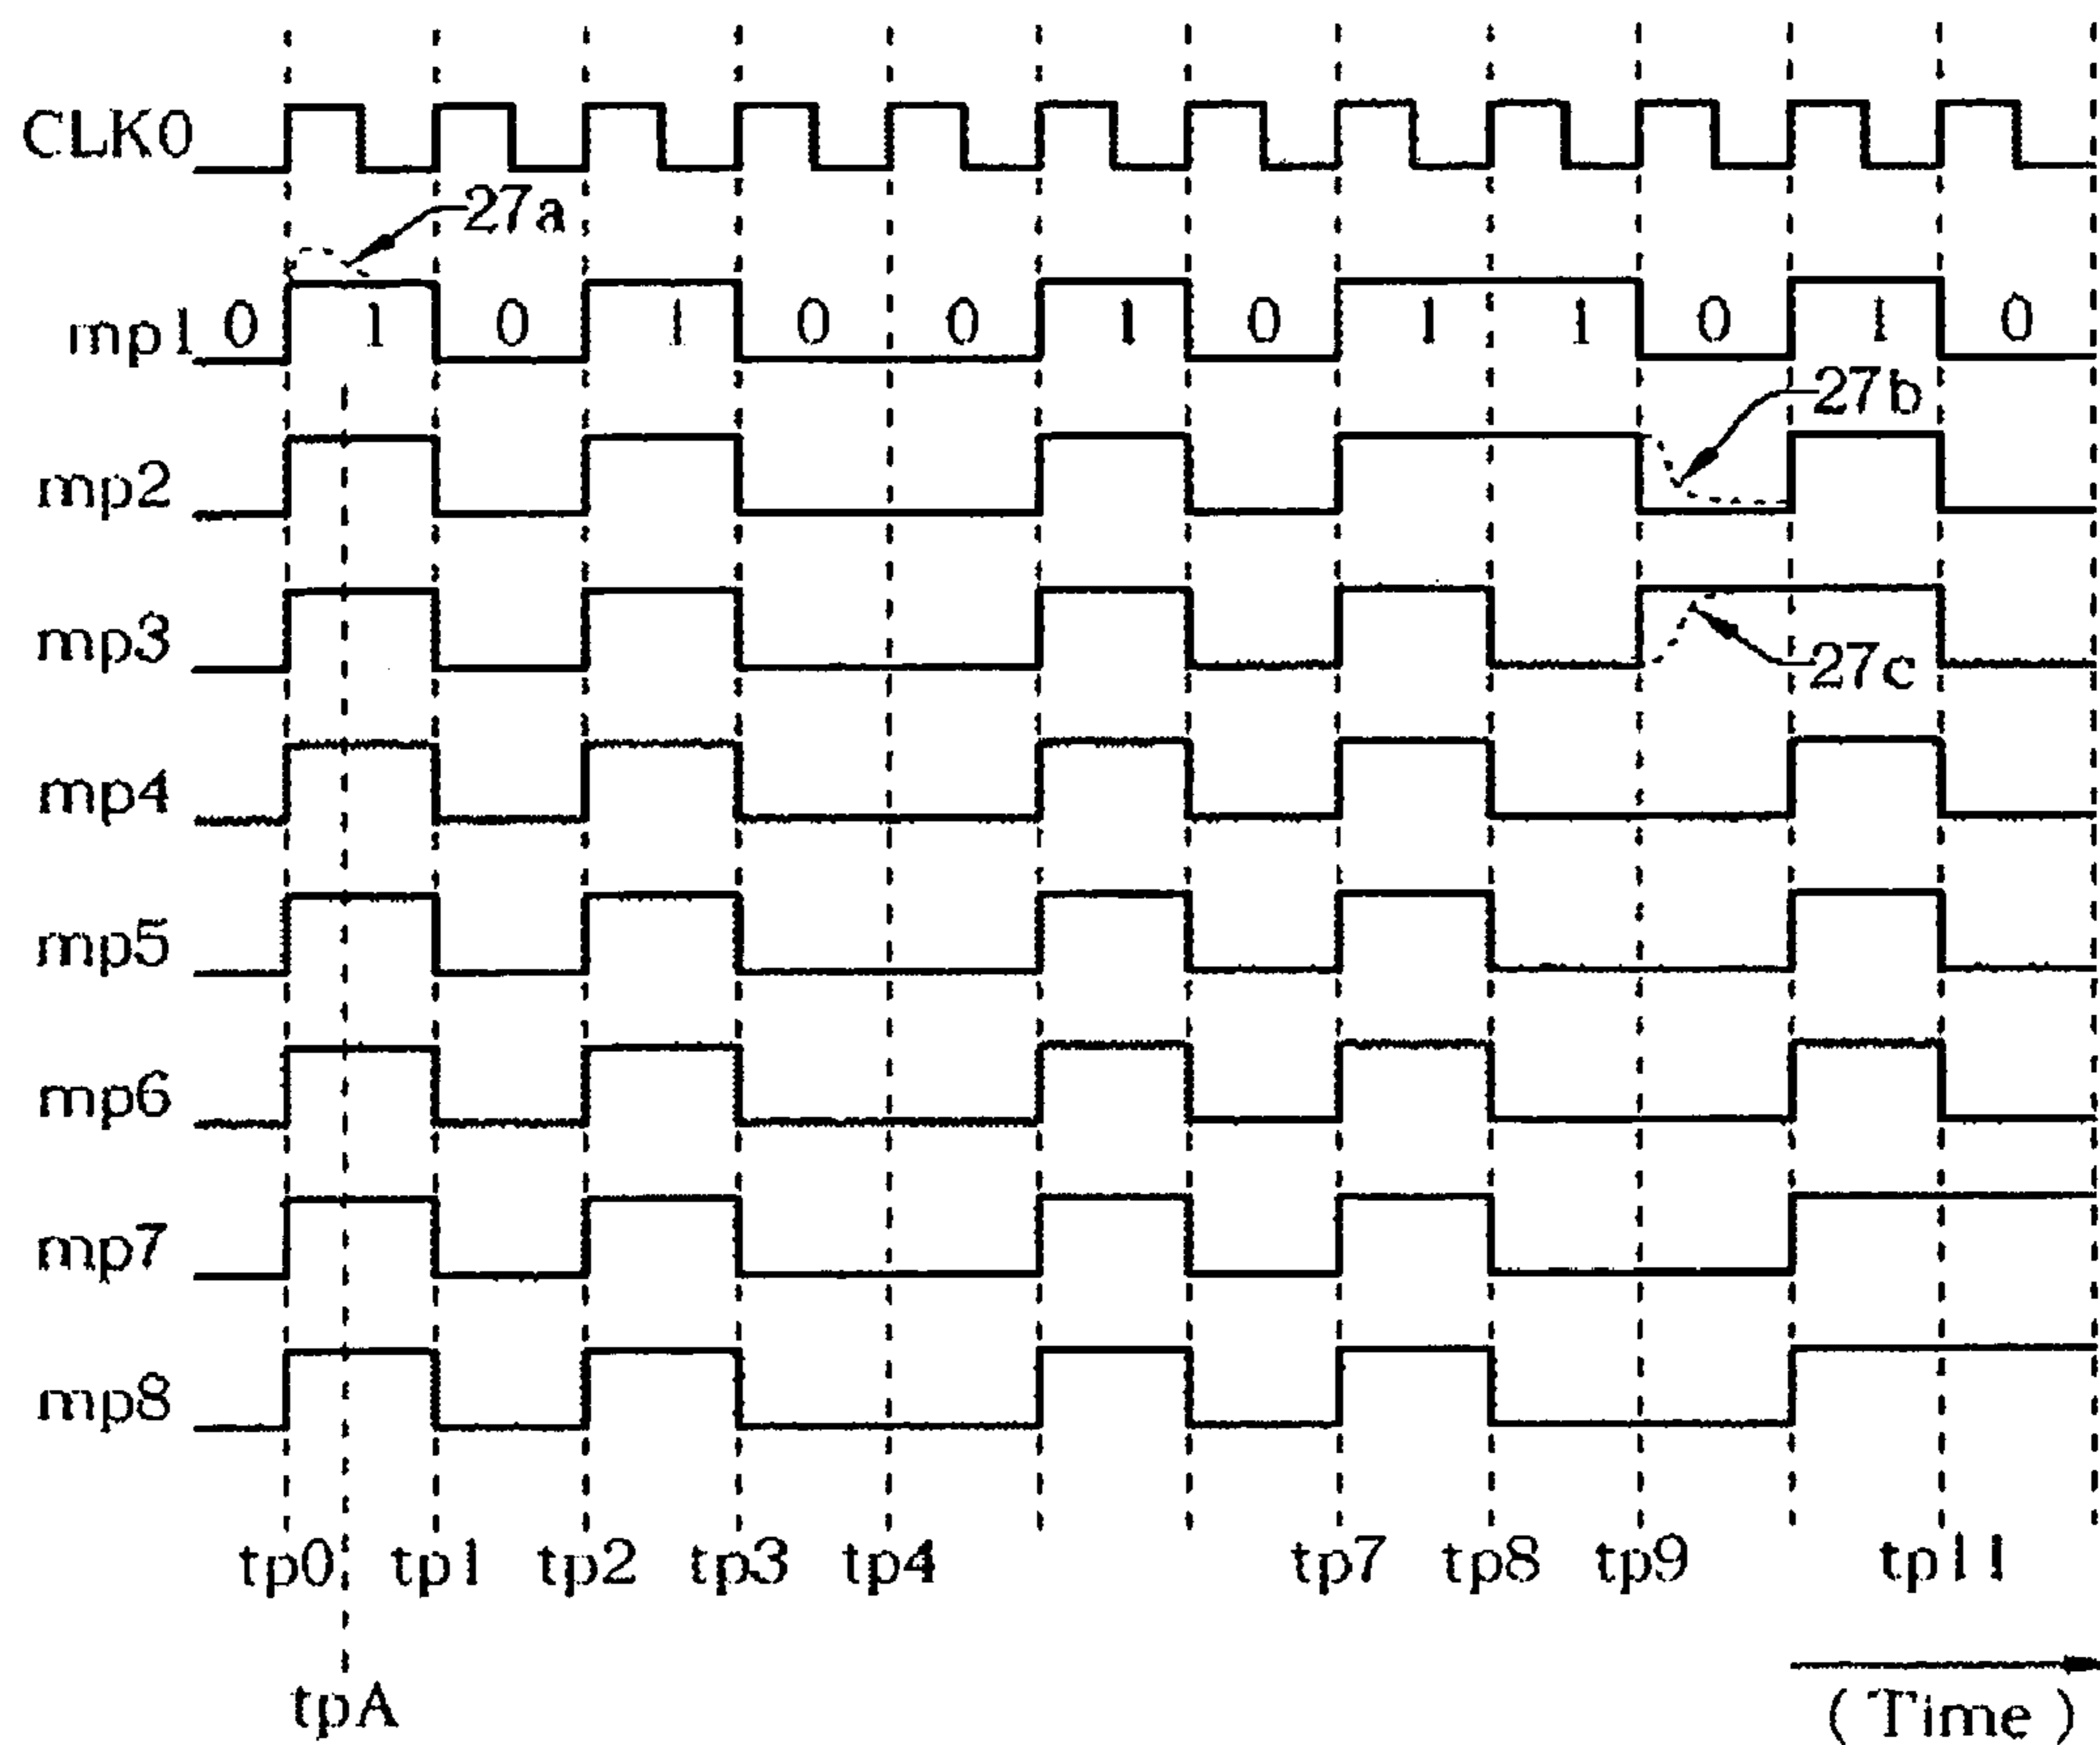 CLK0
27a
mp1 0 1 0 1 0 0 1 0 1 1 0 1 0
27b
mp2
mp3
27c
mp4
mp5
mp6
mp7
mp8
tp0 tp1 tp2 tp3 tp4 tp7 tp8 tp9 tp11
tpA
( Time )